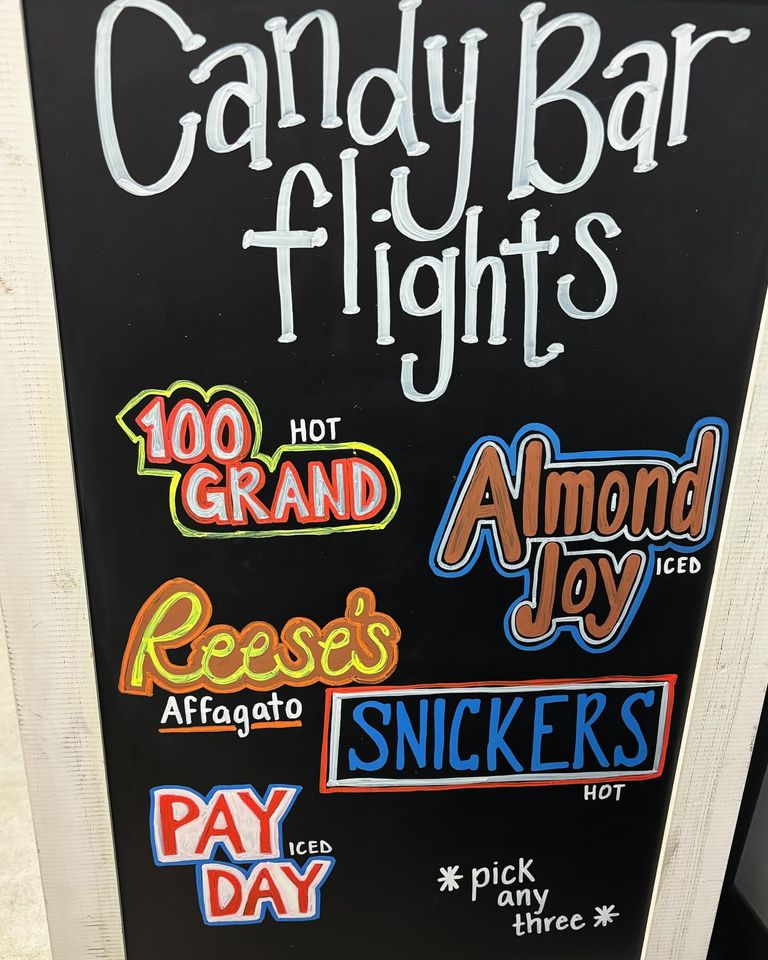 Candy Bar
flights
100
GRAND
HOT
Almond
Joy
ICED
Reese's
Affagato
SNICKERS
HOT
PAY
DAY
ICED
* pick
any
three *